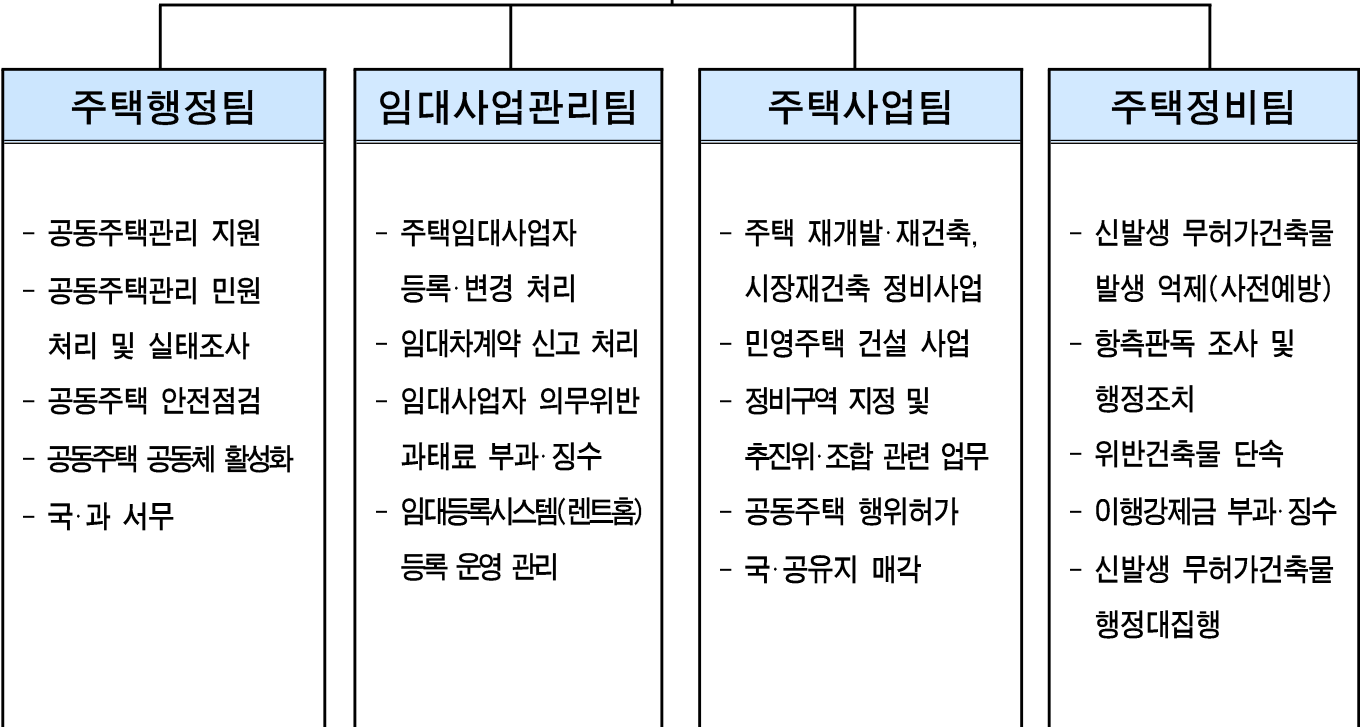 주택행정팀
- 공동주택관리 지원
- 공동주택관리 민원
처리 및 실태조사
- 공동주택 안전점검
- 공동주택 공동체 활성화
- 국·과 서무
임대사업관리팀
- 주택임대사업자
등록·변경 처리
- 임대차계약 신고 처리
- 임대사업자 의무위반
과태료 부과·징수
- 임대등록시스템(렌트홈)
등록 운영 관리
주택사업팀
- 주택 재개발·재건축,
시장재건축 정비사업
- 민영주택 건설 사업
- 정비구역 지정 및
추진위·조합 관련 업무
- 공동주택 행위허가
- 국·공유지 매각
주택정비팀
- 신발생 무허가건축물
발생 억제(사전예방)
- 항측판독 조사 및
행정조치
- 위반건축물 단속
- 이행강제금 부과·징수
- 신발생 무허가건축물
행정대집행